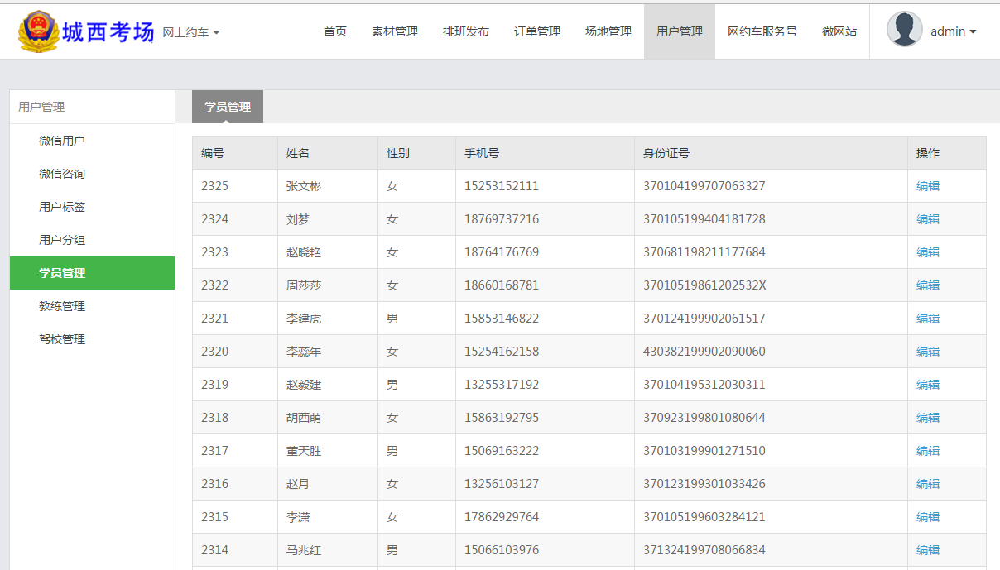 城西考场 网上约车 首页 素材管理 排班发布 订单管理 场地管理 用户管理 网约车服务号 微网站 admin
用户管理
微信用户
微信咨询
用户标签
用户分组
学员管理
教练管理
驾校管理
学员管理
编号 姓名 性别 手机号 身份证号 操作
2325 张文彬 女 15253152111 370104199707063327 编辑
2324 刘梦 女 18769737216 370105199404181728 编辑
2323 赵晓艳 女 18764176769 370681198211177684 编辑
2322 周莎莎 女 18660168781 37010519861202532X 编辑
2321 李建虎 男 15853146822 370124199902061517 编辑
2320 李蕊年 女 15254162158 430382199902090060 编辑
2319 赵毅建 男 13255317192 370104195312030311 编辑
2318 胡西萌 女 15863192795 370923199801080644 编辑
2317 董天胜 男 15069163222 370103199901271510 编辑
2316 赵月 女 13256103127 370123199301033426 编辑
2315 李潇 女 17862929764 370105199603284121 编辑
2314 马兆红 男 15066103976 371324199708066834 编辑